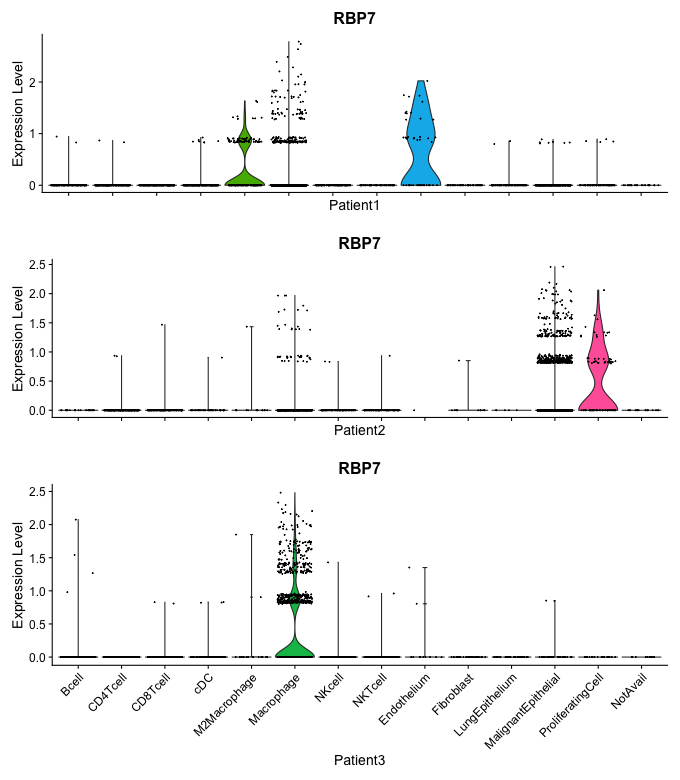 RBP7
Expression Level
2
1
0
Patient1
RBP7
Expression Level
2.5
2.0
1.5
1.0
0.5
0.0
Patient2
RBP7
Expression Level
2.5
2.0
1.5
1.0
0.5
0.0
Bcell
CD4Tcell
CD8Tcell
cDC
M2Macrophage
Macrophage
NKcell
NKTcell
Endothelium
Fibroblast
LungEpithelium
MalignantEpithelial
ProliferatingCell
NotAvail
Patient3